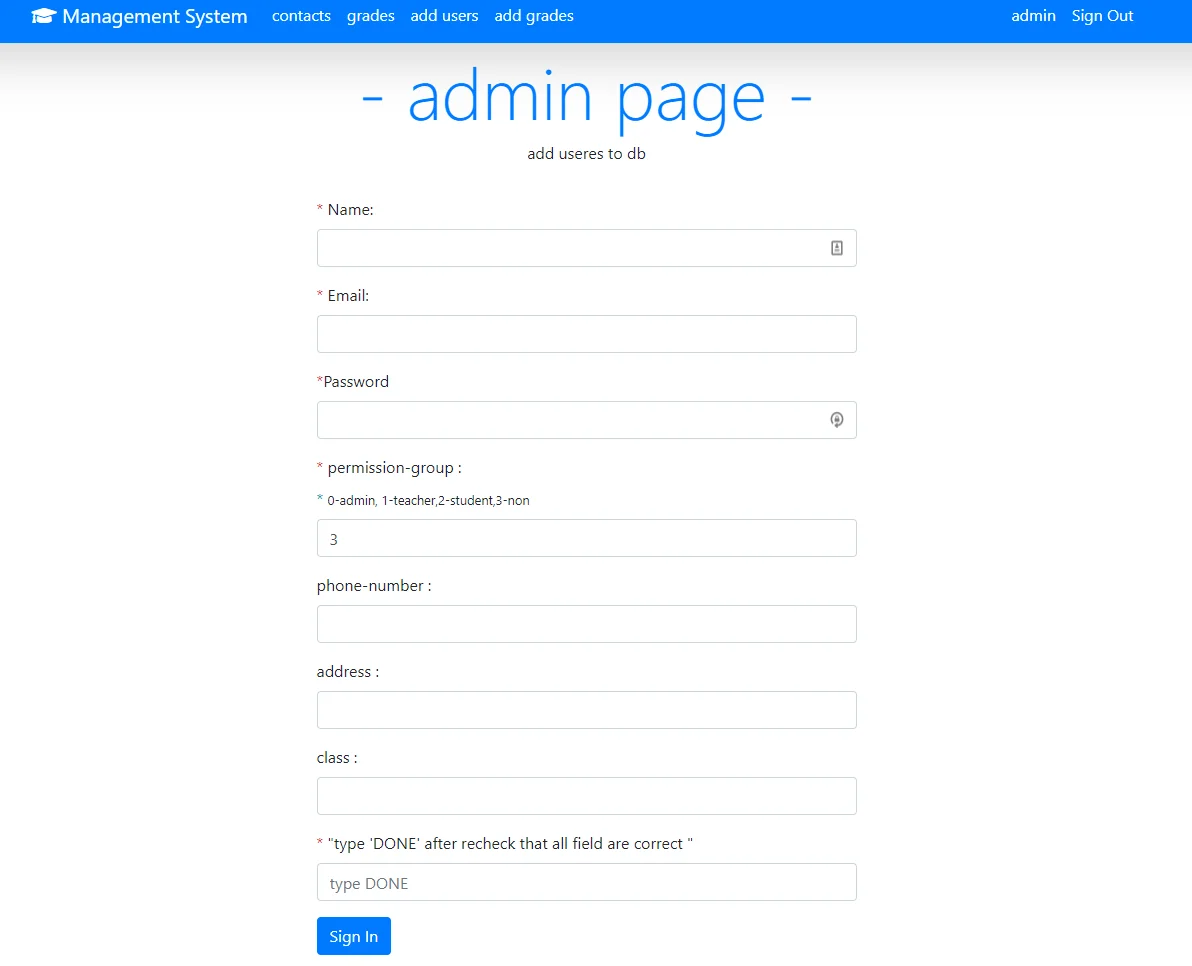 Management System contacts grades add users add grades admin Sign Out
- admin page -
add useres to db
* Name:
* Email:
*Password
* permission-group :
* 0-admin, 1-teacher,2-student,3-non
3
phone-number :
address :
class :
* "type 'DONE' after recheck that all field are correct "
type DONE
Sign In